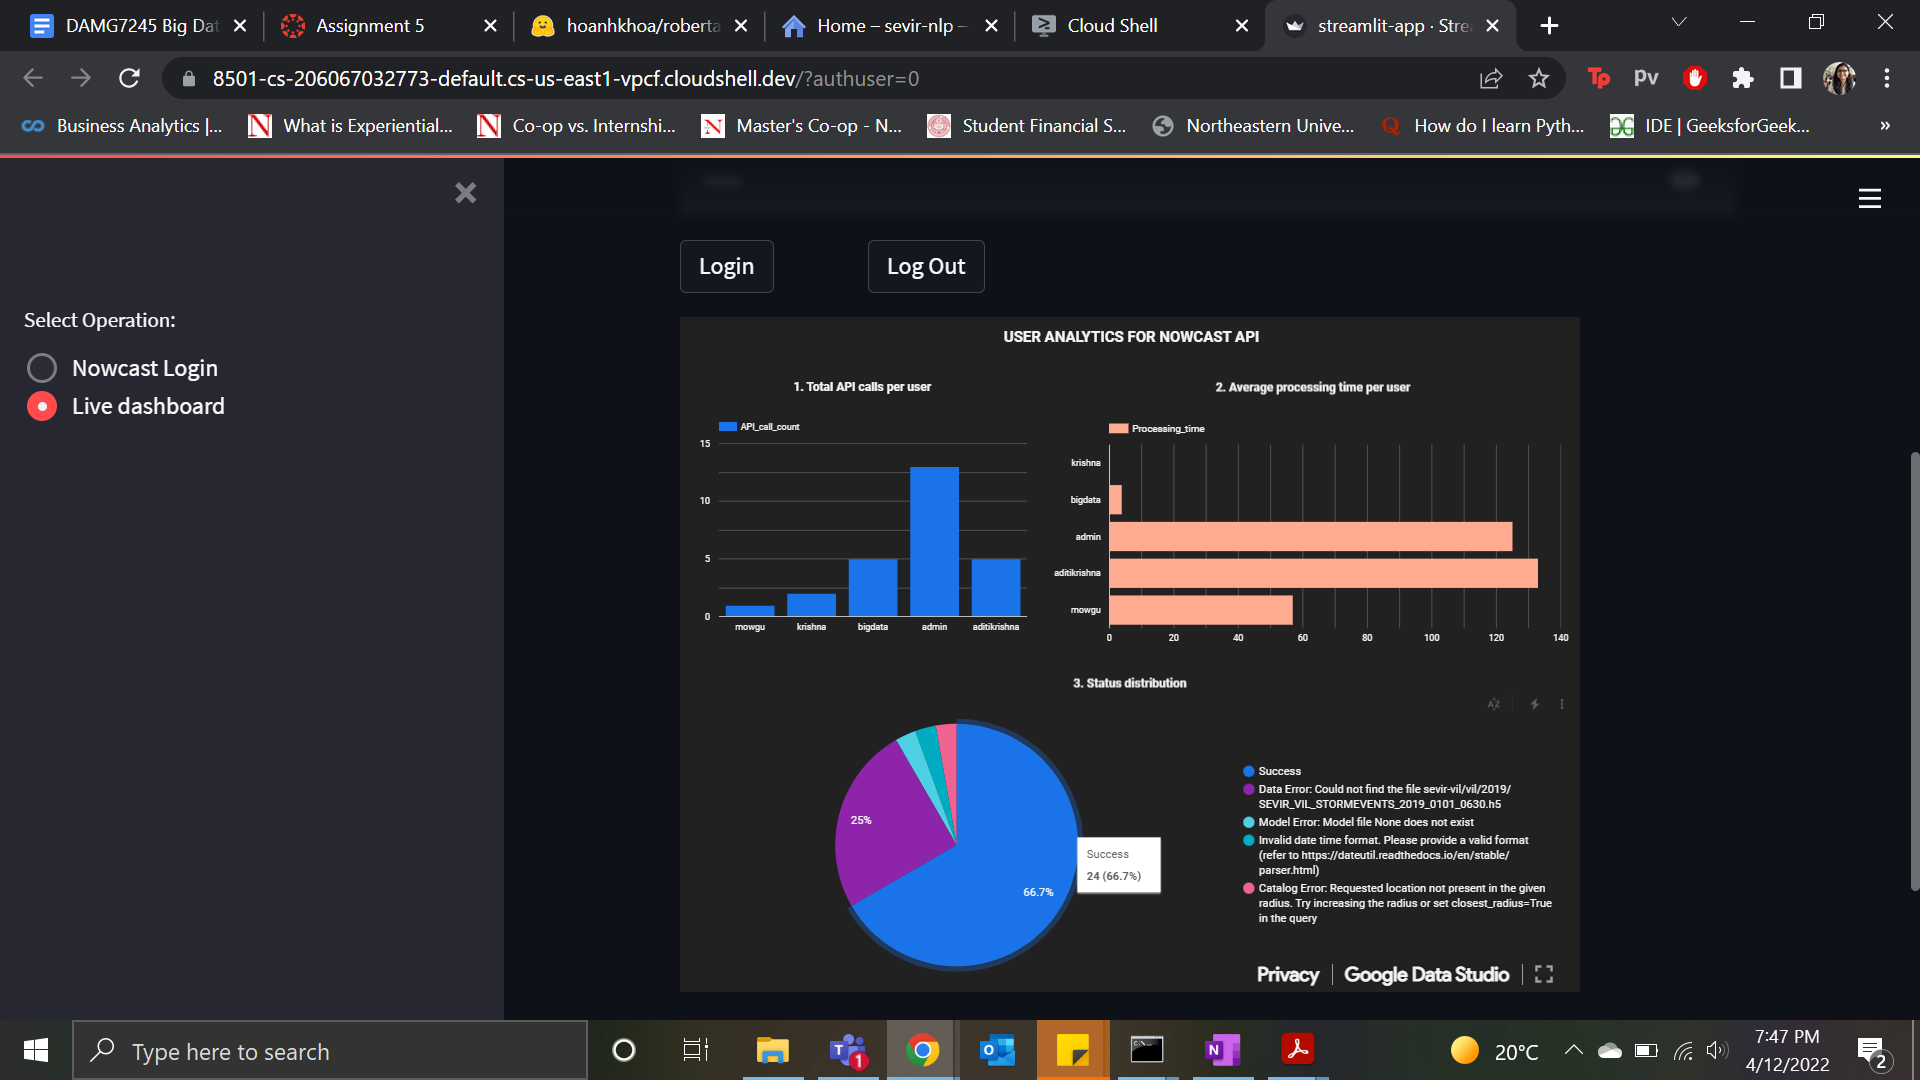 DAMG7245 Big Dat
Assignment 5
hoanhkhoa/roberta
Home – sevir-nlp –
Cloud Shell
streamlit-app · Stre
8501-cs-206067032773-default.cs-us-east1-vpcf.cloudshell.dev/?authuser=0
Tp
pv
Business Analytics |...
What is Experiential...
Co-op vs. Internshi...
Master's Co-op - N...
Student Financial S...
Northeastern Unive...
How do I learn Pyth...
IDE | GeeksforGeek...
»
Select Operation:
Nowcast Login
Live dashboard
Login
Log Out
USER ANALYTICS FOR NOWCAST API
1. Total API calls per user
API_call_count
15
10
5
0
mowgu
krishna
bigdata
admin
aditikrishna
2. Average processing time per user
Processing_time
krishna
bigdata
admin
aditikrishna
mowgu
0
20
40
60
80
100
120
140
3. Status distribution
25%
66.7%
Success
24 (66.7%)
Success
Data Error: Could not find the file sevir-vil/vil/2019/
SEVIR_VIL_STORMEVENTS_2019_0101_0630.h5
Model Error: Model file None does not exist
Invalid date time format. Please provide a valid format
(refer to https://dateutil.readthedocs.io/en/stable/
parser.html)
Catalog Error: Requested location not present in the given
radius. Try increasing the radius or set closest_radius=True
in the query
Privacy
Google Data Studio
Type here to search
1
20°C
7:47 PM
4/12/2022
2